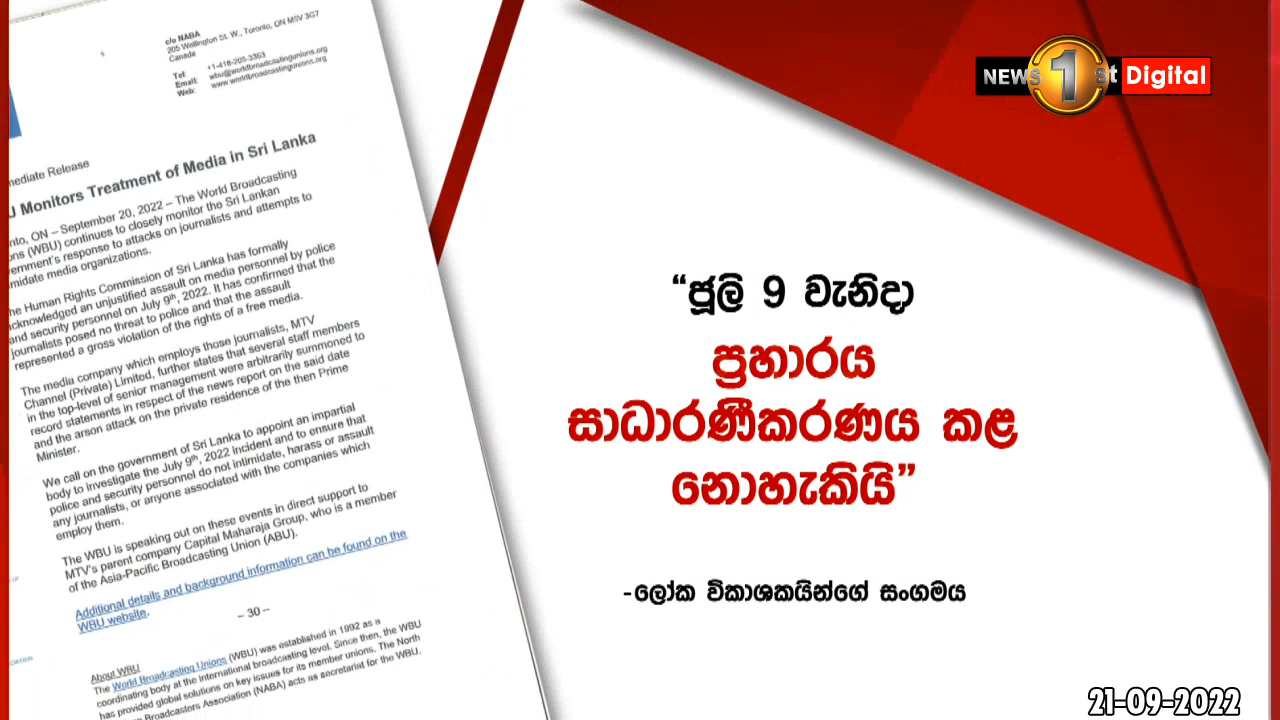 c/o NABA
205 Wellington St. W., Toronto, ON M5V 3G7
Canada
Tel: +1-416-205-3363
Email: wbu@worldbroadcastingunions.org
Web: www.worldbroadcastingunions.org
NEWS 1st Digital
mediate Release
U Monitors Treatment of Media in Sri Lanka
nto, ON – September 20, 2022 – The World Broadcasting
ons (WBU) continues to closely monitor the Sri Lankan
ernment's response to attacks on journalists and attempts to
midate media organizations.
he Human Rights Commission of Sri Lanka has formally
acknowledged an unjustified assault on media personnel by police
and security personnel on July 9th, 2022. It has confirmed that the
journalists posed no threat to police and that the assault
represented a gross violation of the rights of a free media.
The media company which employs those journalists, MTV
Channel (Private) Limited, further states that several staff members
in the top-level of senior management were arbitrarily summoned to
record statements in respect of the news report on the said date
and the arson attack on the private residence of the then Prime
Minister.
We call on the government of Sri Lanka to appoint an impartial
body to investigate the July 9th, 2022 incident and to ensure that
police and security personnel do not intimidate, harass or assault
any journalists, or anyone associated with the companies which
employ them.
The WBU is speaking out on these events in direct support to
MTV's parent company Capital Maharaja Group, who is a member
of the Asia-Pacific Broadcasting Union (ABU).
Additional details and background information can be found on the
WBU website.
– 30 –
About WBU
The World Broadcasting Unions (WBU) was established in 1992 as a
coordinating body at the international broadcasting level. Since then, the WBU
has provided global solutions on key issues for its member unions. The North
Broadcasters Association (NABA) acts as secretariat for the WBU.
“ජූලි 9 වැනිදා
ප්‍රහාරය
සාධාරණීකරණය කළ
නොහැකියි”
-ලෝක විකාශකයින්ගේ සංගමය
21-09-2022